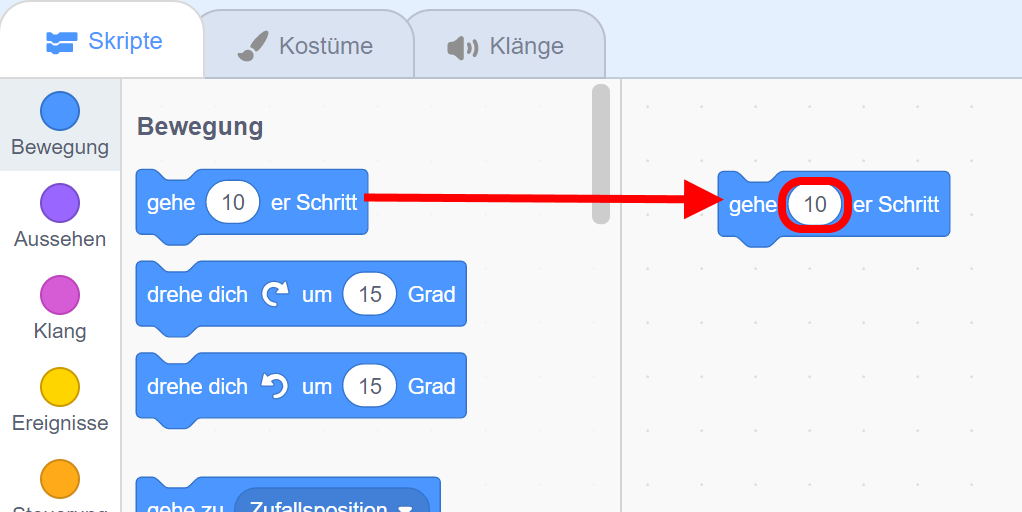 Skripte
Kostüme
Klänge
Bewegung
Aussehen
Klang
Ereignisse
Steuerung
Bewegung
gehe 10 er Schritt
drehe dich um 15 Grad
drehe dich um 15 Grad
gehe zu Zufallsposition
gehe 10 er Schritt